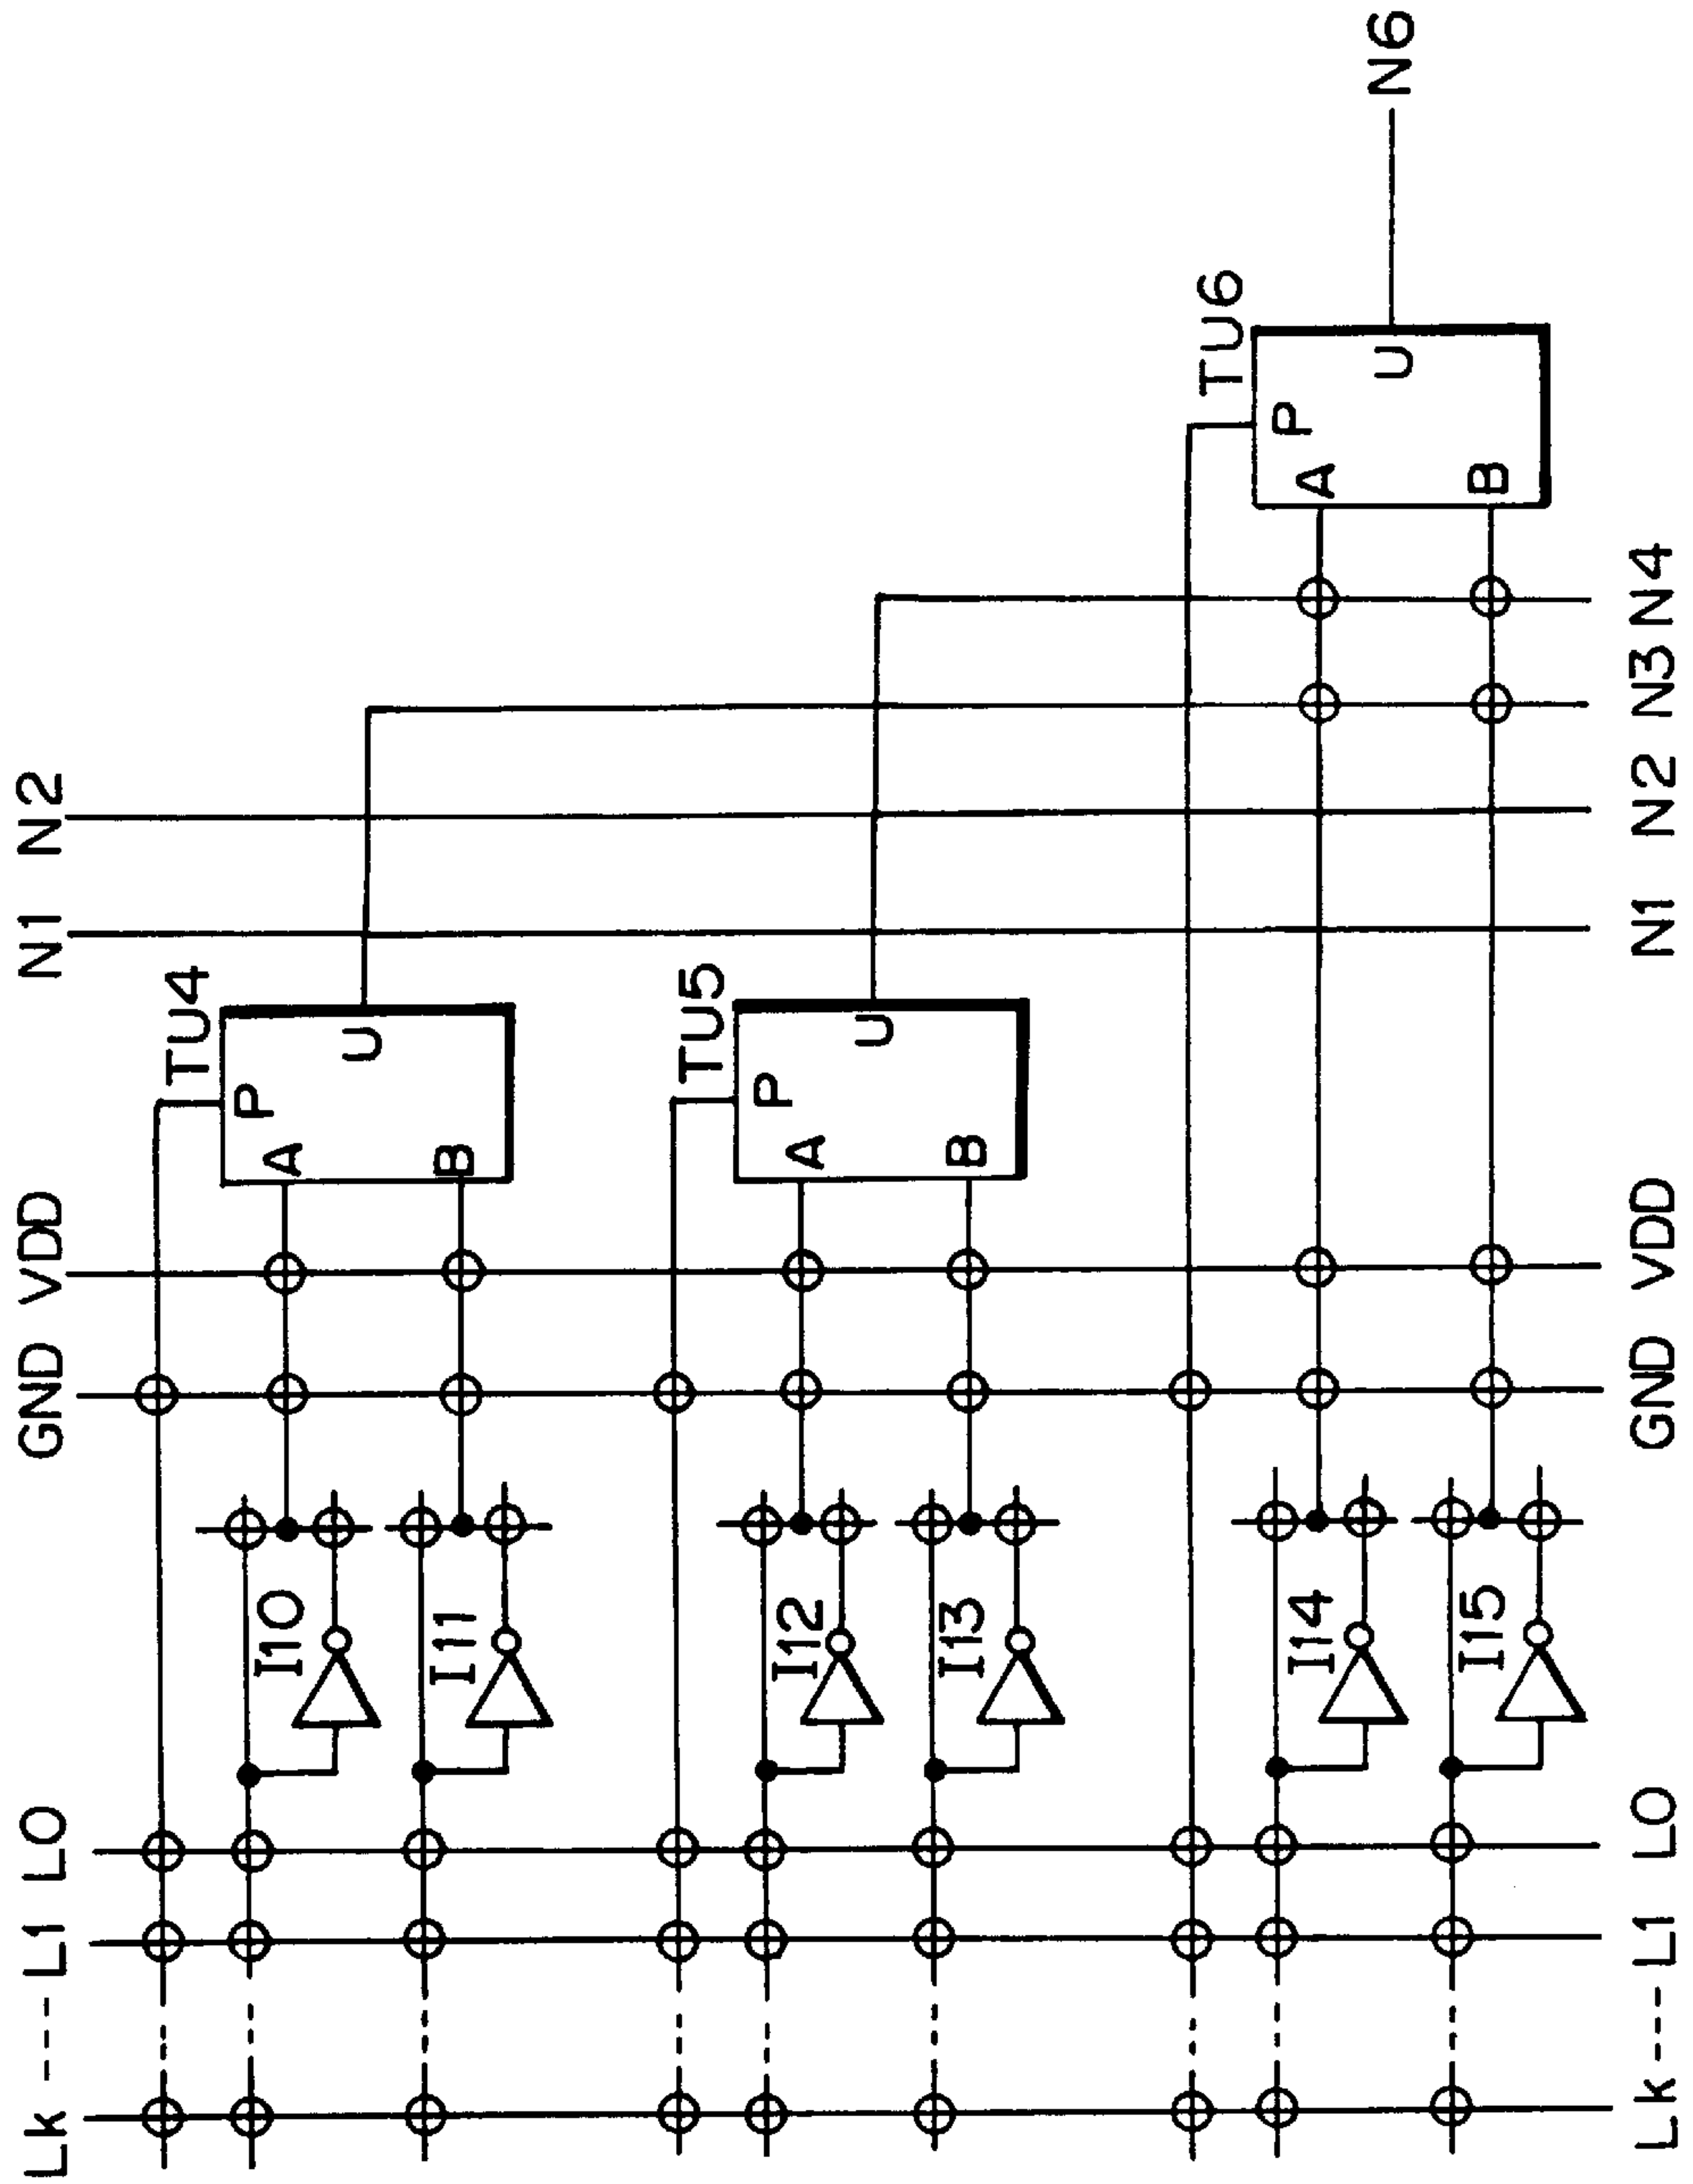 Lk --- L1 L0 GND VDD N1 N2
TU4
P
I10 A
U
I11 B
TU5
P
I12 A
U
I13 B
TU6
P
I14 A
U N6
I15 B
Lk --- L1 L0 GND VDD N1 N2 N3 N4